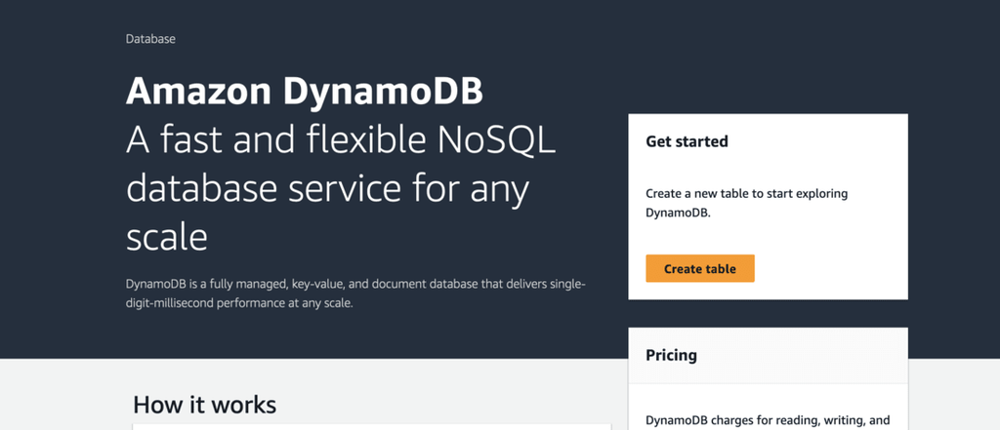 Database
Amazon DynamoDB
A fast and flexible NoSQL
database service for any
scale
DynamoDB is a fully managed, key-value, and document database that delivers single-
digit-millisecond performance at any scale.
Get started
Create a new table to start exploring
DynamoDB.
Create table
Pricing
DynamoDB charges for reading, writing, and
How it works